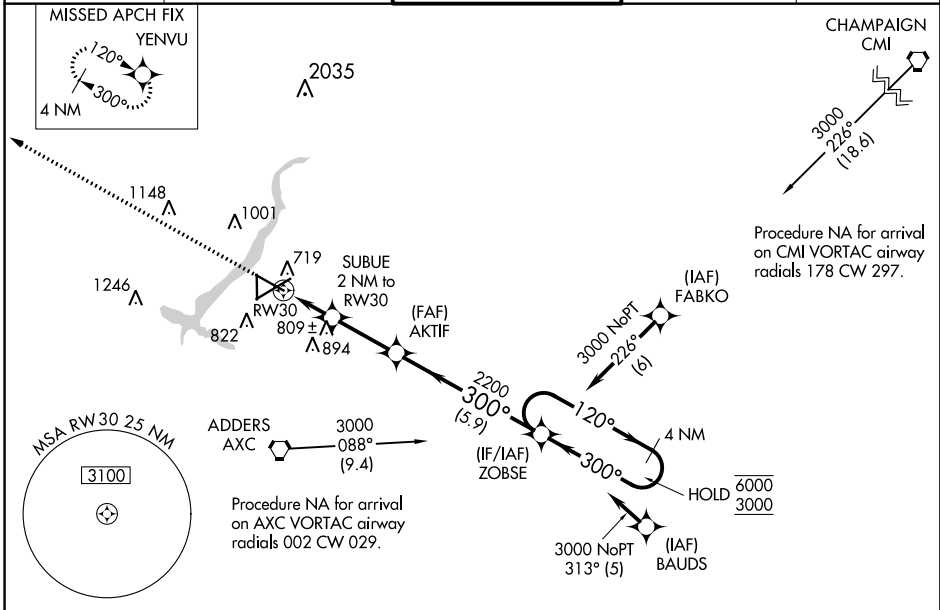 MISSED APCH FIX
YENVU
120°
300°
4 NM
2035
CHAMPAIGN
CMI
3000
226°
(18.6)
1148
1001
Procedure NA for arrival
on CMI VORTAC airway
radials 178 CW 297.
719
SUBUE
2 NM to
RW30
1246
RW30
822
809 ±
894
(FAF)
AKTIF
(IAF)
FABKO
3000 NoPT
226°
(6)
2200
300°
(5.9)
120°
4 NM
300°
(IF/IAF)
ZOBSE
HOLD 6000
3000
MSA RW30 25 NM
3100
ADDERS
AXC
3000
088°
(9.4)
Procedure NA for arrival
on AXC VORTAC airway
radials 002 CW 029.
3000 NoPT
313° (5)
(IAF)
BAUDS